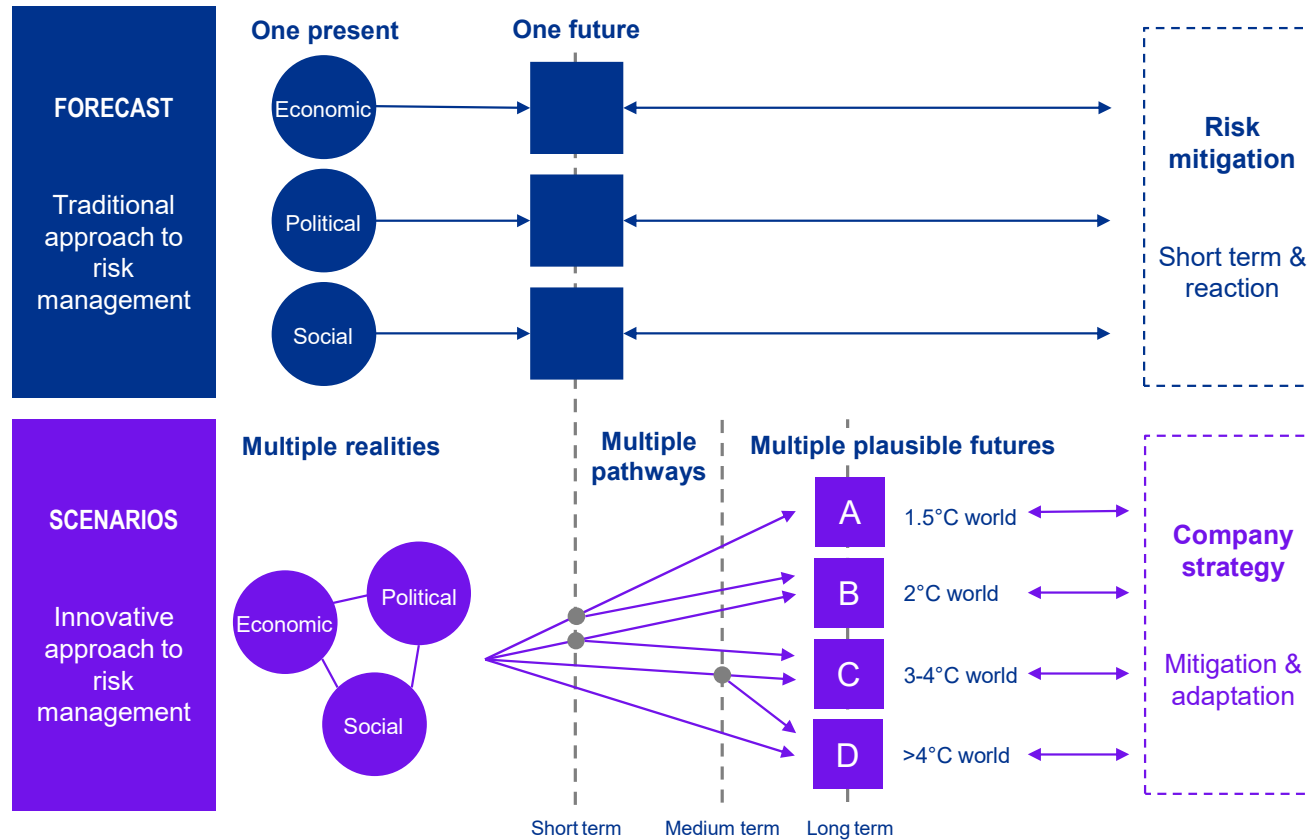 FORECAST
Traditional
approach to
risk
management
One present
One future
Economic
Political
Social
Risk
mitigation
Short term &
reaction
SCENARIOS
Innovative
approach to
risk
management
Multiple realities
Multiple
pathways
Multiple plausible futures
Economic
Political
Social
A
1.5°C world
B
2°C world
C
3-4°C world
D
>4°C world
Company
strategy
Mitigation &
adaptation
Short term
Medium term
Long term